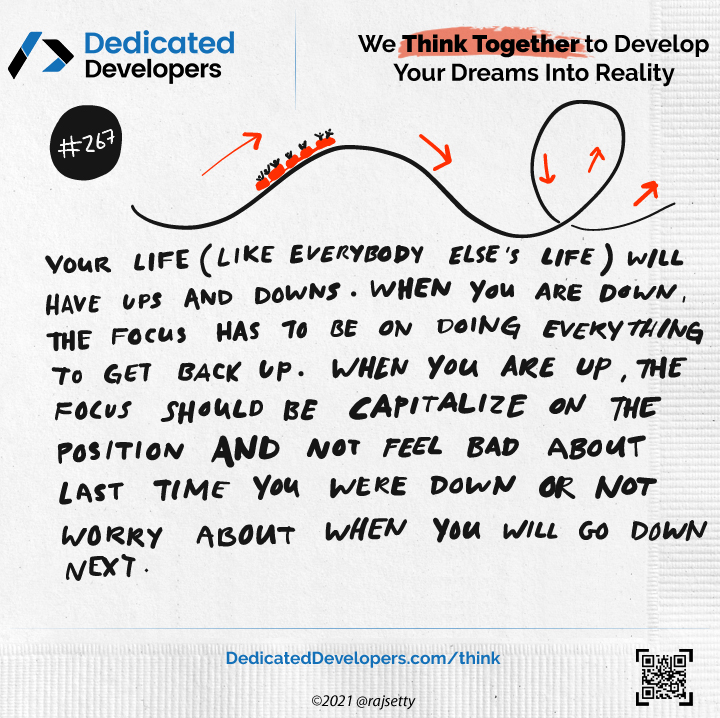 Dedicated
Developers
We Think Together to Develop
Your Dreams Into Reality
#267
YOUR LIFE (LIKE EVERYBODY ELSE'S LIFE) WILL
HAVE UPS AND DOWNS. WHEN YOU ARE DOWN,
THE FOCUS HAS TO BE ON DOING EVERYTHING
TO GET BACK UP. WHEN YOU ARE UP, THE
FOCUS SHOULD BE CAPITALIZE ON THE
POSITION AND NOT FEEL BAD ABOUT
LAST TIME YOU WERE DOWN OR NOT
WORRY ABOUT WHEN YOU WILL GO DOWN
NEXT.
DedicatedDevelopers.com/think
©2021 @rajsetty